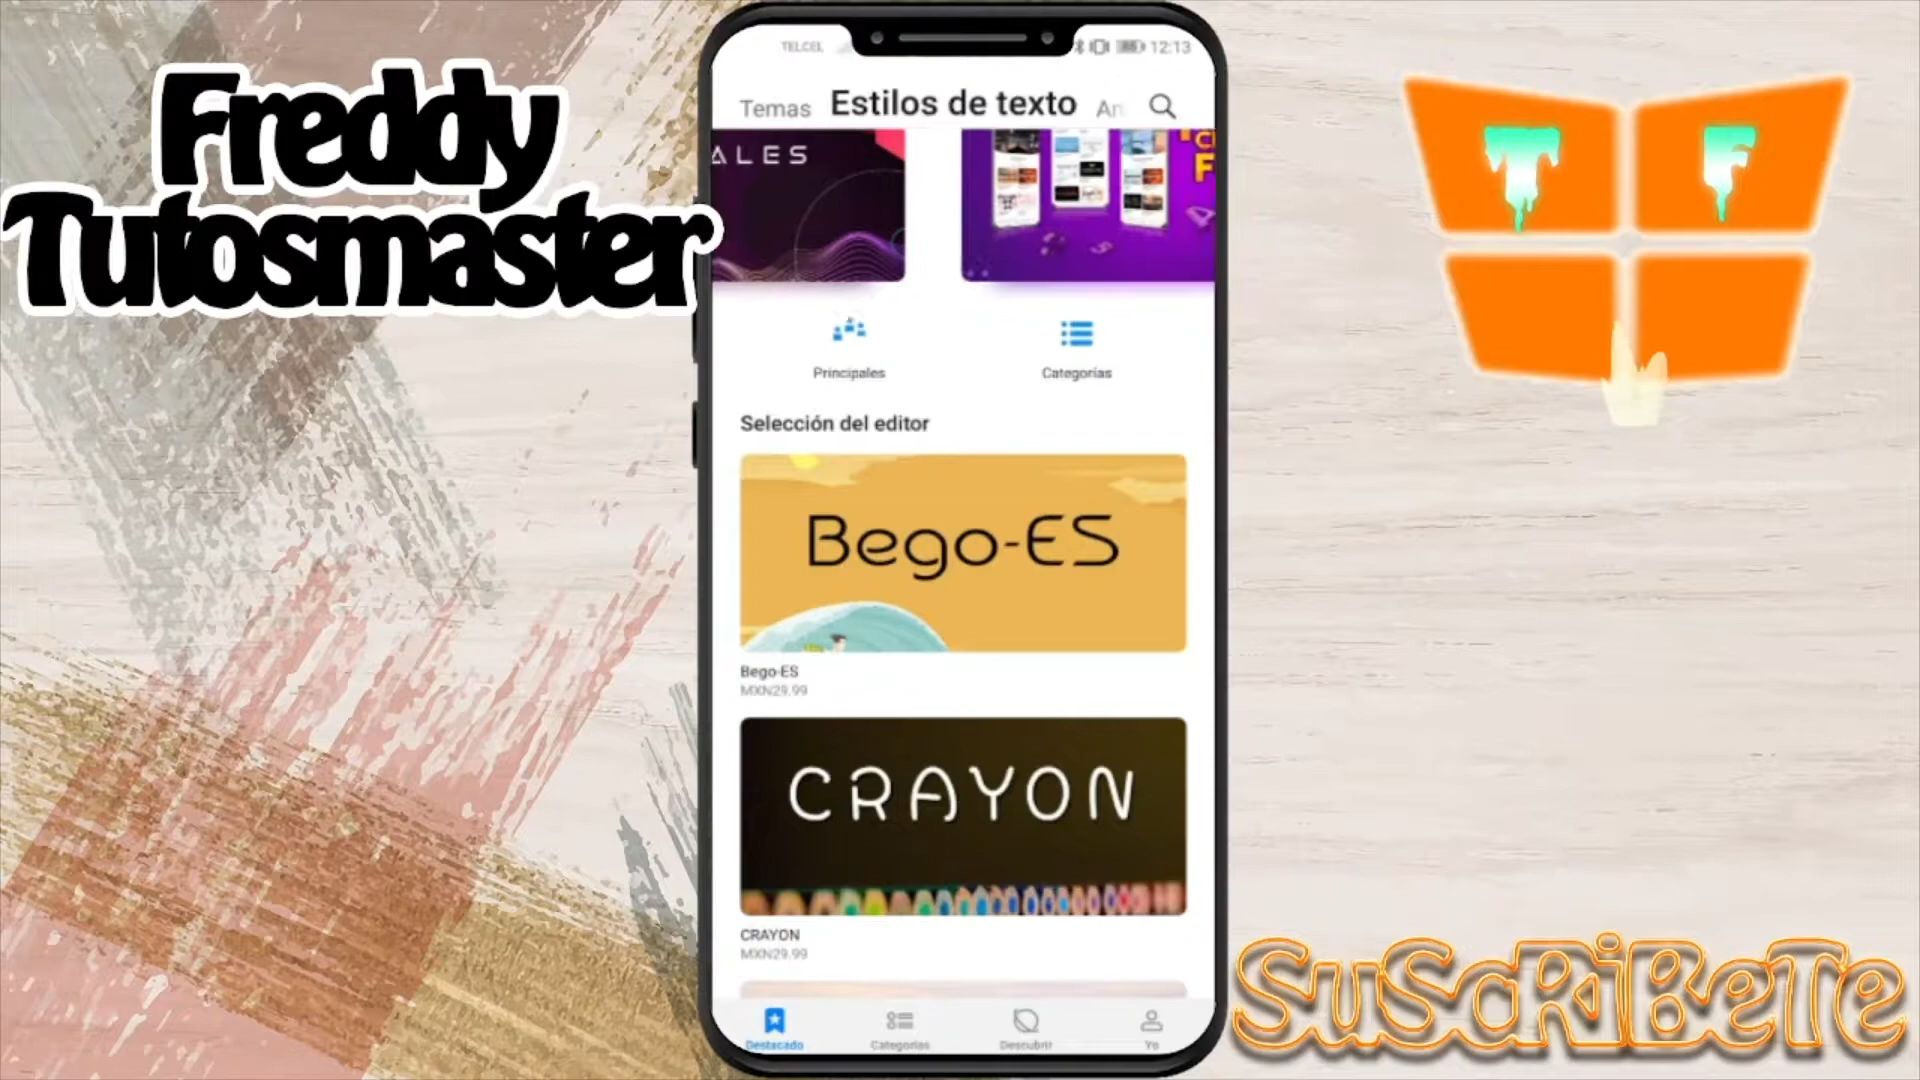 Freddy
Tutosmaster
TELCEL
12:13
Temas
Estilos de texto
An
ALES
Principales
Categorías
Selección del editor
Bego-ES
Bego-ES
MXN29.99
CRAYON
CRAYON
MXN29.99
Destacado
Categorías
Descubrir
Yo
T F
SuScRiBeTe